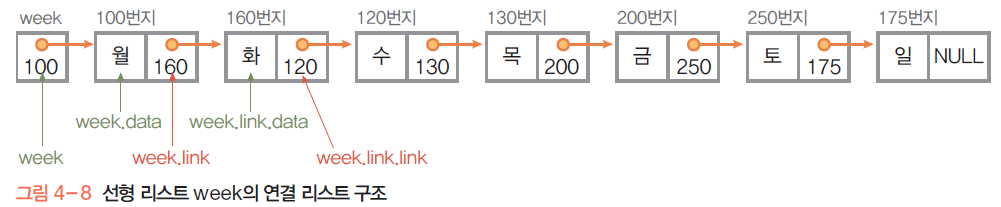 week 100번지 160번지 120번지 130번지 200번지 250번지 175번지
100 월 160 화 120 수 130 목 200 금 250 토 175 일 NULL
week.data week.link.data
week week.link week.link.link
그림 4-8 선형 리스트 week의 연결 리스트 구조